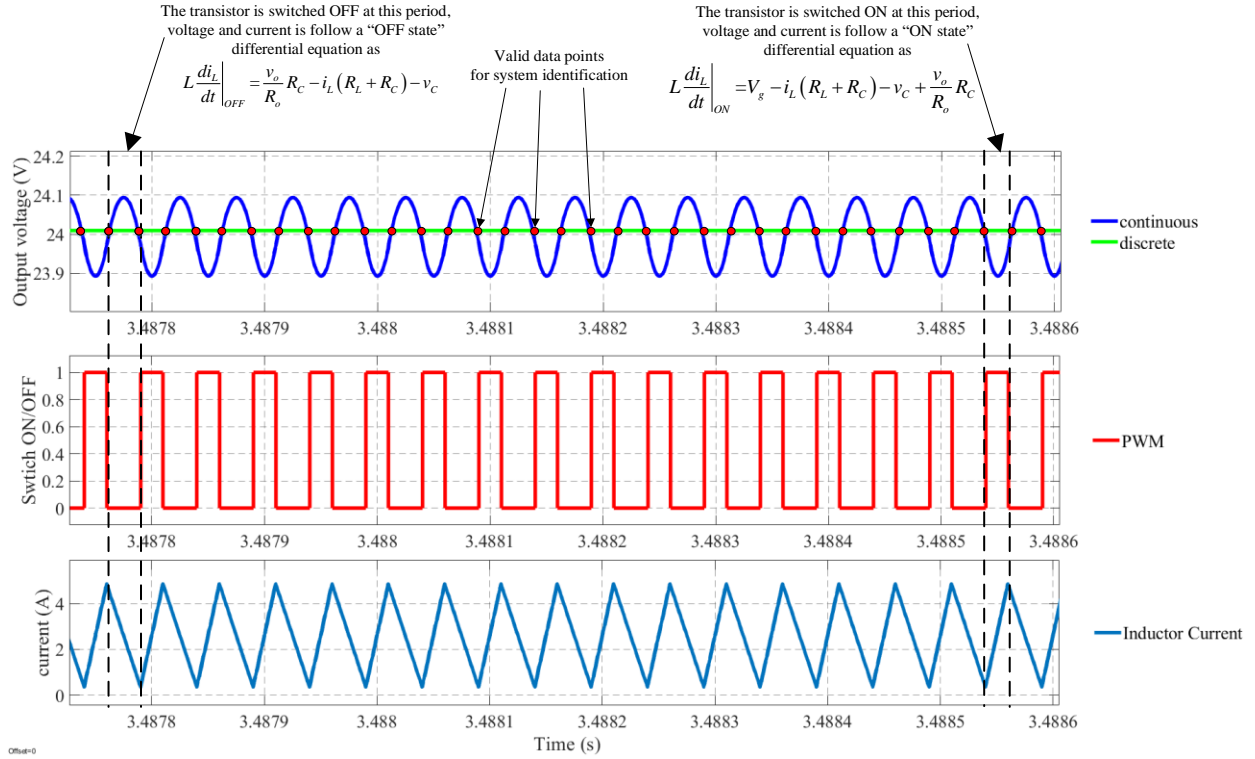 The transistor is switched OFF at this period,
voltage and current is follow a “OFF state”
differential equation as
L di_L/dt|_OFF = v_o/R_o R_C − i_L (R_L + R_C) − v_C
Valid data points
for system identification
The transistor is switched ON at this period,
voltage and current is follow a “ON state”
differential equation as
L di_L/dt|_ON = V_g − i_L (R_L + R_C) − v_C + v_o/R_o R_C
Output voltage (V)
24.2
24.1
24
23.9
3.4878
3.4879
3.488
3.4881
3.4882
3.4883
3.4884
3.4885
3.4886
continuous
discrete
Swtich ON/OFF
1
0.8
0.6
0.4
0.2
0
3.4878
3.4879
3.488
3.4881
3.4882
3.4883
3.4884
3.4885
3.4886
PWM
current (A)
4
2
0
3.4878
3.4879
3.488
3.4881
3.4882
3.4883
3.4884
3.4885
3.4886
Inductor Current
Time (s)
Offset=0